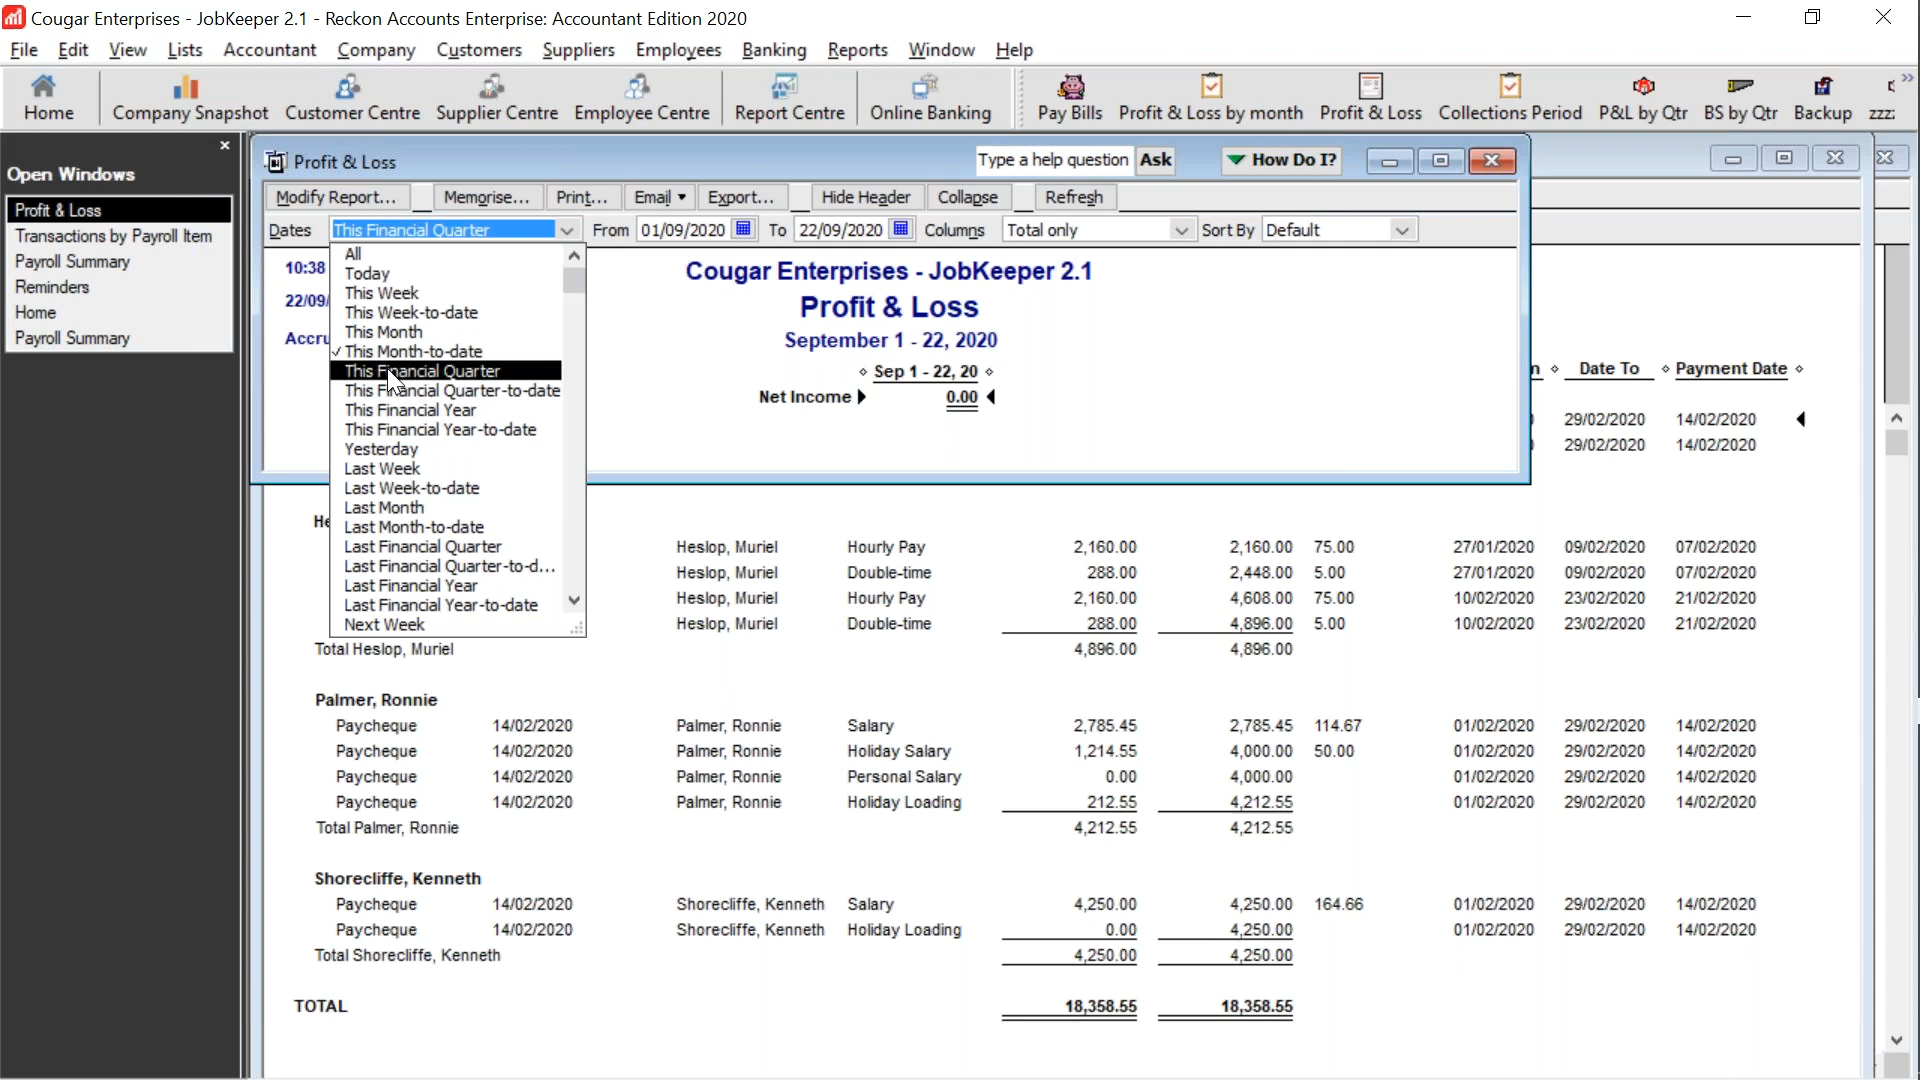 Cougar Enterprises - JobKeeper 2.1 - Reckon Accounts Enterprise: Accountant Edition 2020
File Edit View Lists Accountant Company Customers Suppliers Employees Banking Reports Window Help
Home Company Snapshot Customer Centre Supplier Centre Employee Centre Report Centre Online Banking Pay Bills Profit & Loss by month Profit & Loss Collections Period P&L by Qtr BS by Qtr Backup zzz
Open Windows
Profit & Loss
Transactions by Payroll Item
Payroll Summary
Reminders
Home
Payroll Summary
Profit & Loss Type a help question Ask How Do I?
Modify Report... Memorise... Print... Email Export... Hide Header Collapse Refresh
Dates This Financial Quarter From 01/09/2020 To 22/09/2020 Columns Total only Sort By Default
All
Today
This Week
This Week-to-date
This Month
This Month-to-date
This Financial Quarter
This Financial Quarter-to-date
This Financial Year
This Financial Year-to-date
Yesterday
Last Week
Last Week-to-date
Last Month
Last Month-to-date
Last Financial Quarter
Last Financial Quarter-to-d...
Last Financial Year
Last Financial Year-to-date
Next Week
10:38
22/09/
Accru
Cougar Enterprises - JobKeeper 2.1
Profit & Loss
September 1 - 22, 2020
Sep 1 - 22, 20
Net Income 0.00
n Date To Payment Date
29/02/2020 14/02/2020
29/02/2020 14/02/2020
He
Heslop, Muriel Hourly Pay 2,160.00 2,160.00 75.00 27/01/2020 09/02/2020 07/02/2020
Heslop, Muriel Double-time 288.00 2,448.00 5.00 27/01/2020 09/02/2020 07/02/2020
Heslop, Muriel Hourly Pay 2,160.00 4,608.00 75.00 10/02/2020 23/02/2020 21/02/2020
Heslop, Muriel Double-time 288.00 4,896.00 5.00 10/02/2020 23/02/2020 21/02/2020
Total Heslop, Muriel 4,896.00 4,896.00
Palmer, Ronnie
Paycheque 14/02/2020 Palmer, Ronnie Salary 2,785.45 2,785.45 114.67 01/02/2020 29/02/2020 14/02/2020
Paycheque 14/02/2020 Palmer, Ronnie Holiday Salary 1,214.55 4,000.00 50.00 01/02/2020 29/02/2020 14/02/2020
Paycheque 14/02/2020 Palmer, Ronnie Personal Salary 0.00 4,000.00 01/02/2020 29/02/2020 14/02/2020
Paycheque 14/02/2020 Palmer, Ronnie Holiday Loading 212.55 4,212.55 01/02/2020 29/02/2020 14/02/2020
Total Palmer, Ronnie 4,212.55 4,212.55
Shorecliffe, Kenneth
Paycheque 14/02/2020 Shorecliffe, Kenneth Salary 4,250.00 4,250.00 164.66 01/02/2020 29/02/2020 14/02/2020
Paycheque 14/02/2020 Shorecliffe, Kenneth Holiday Loading 0.00 4,250.00 01/02/2020 29/02/2020 14/02/2020
Total Shorecliffe, Kenneth 4,250.00 4,250.00
TOTAL 18,358.55 18,358.55